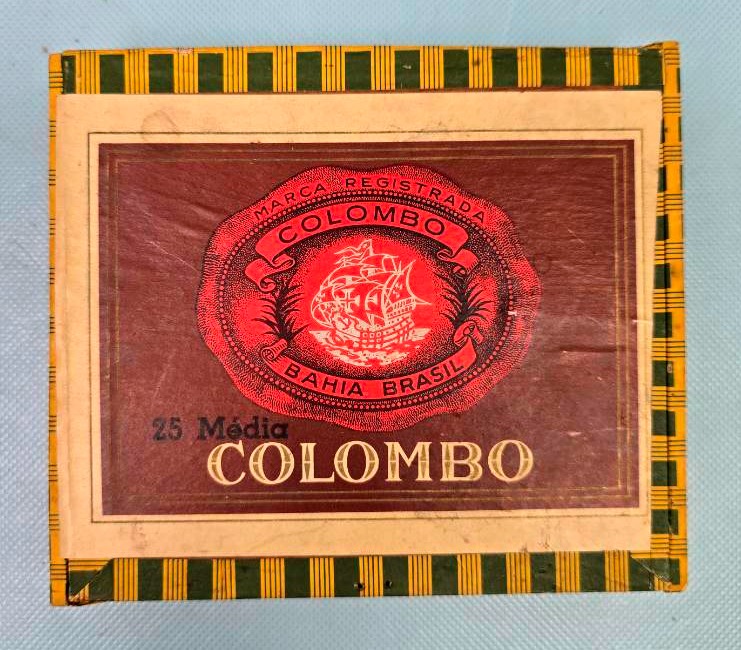 MARCA REGISTRADA
COLOMBO
BAHIA BRASIL
25 Média
COLOMBO